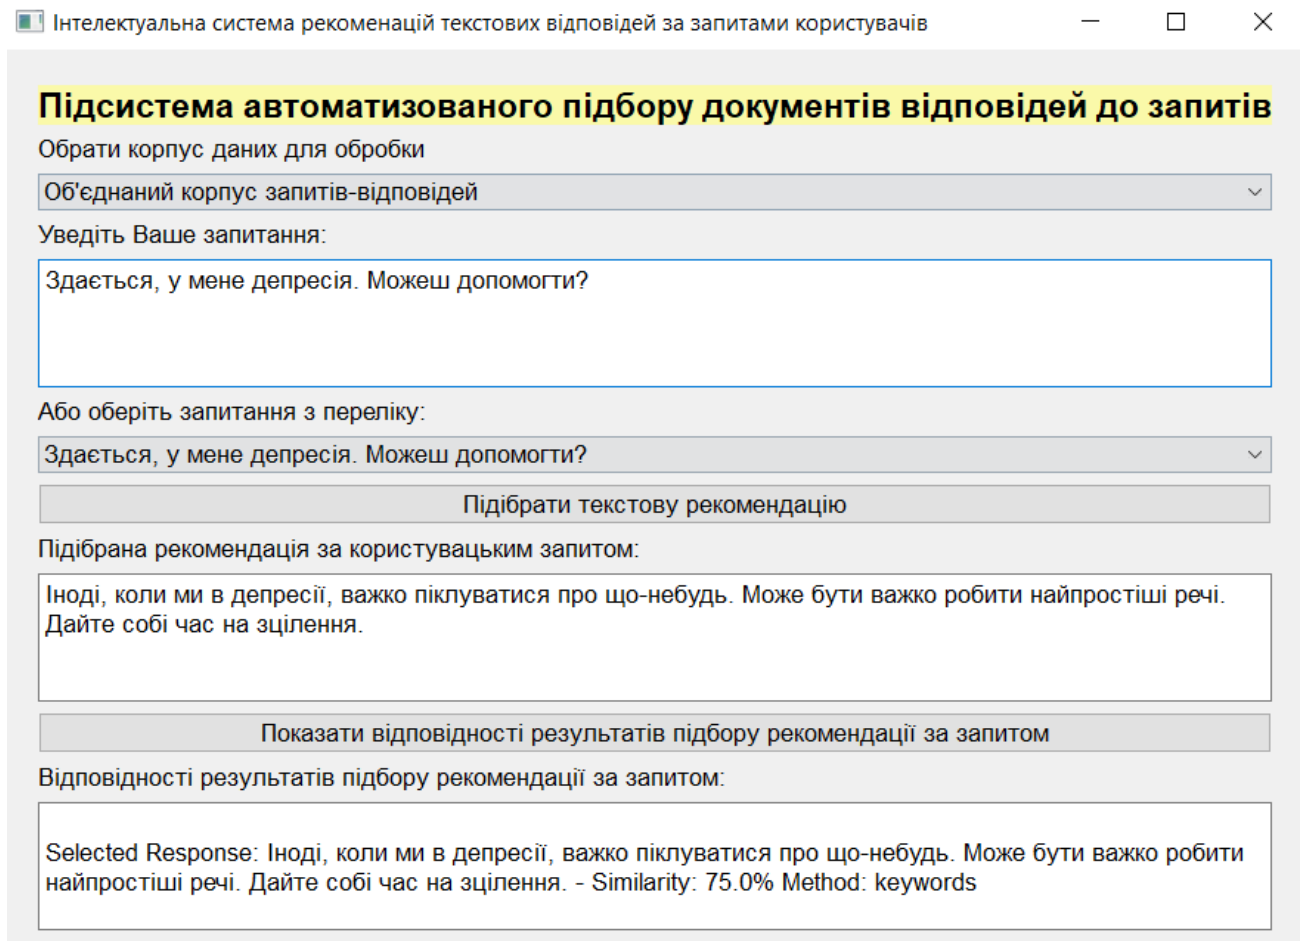 Інтелектуальна система рекоменацій текстових відповідей за запитами користувачів
Підсистема автоматизованого підбору документів відповідей до запитів
Обрати корпус даних для обробки
Об'єднаний корпус запитів-відповідей
Уведіть Ваше запитання:
Здається, у мене депресія. Можеш допомогти?
Або оберіть запитання з переліку:
Здається, у мене депресія. Можеш допомогти?
Підібрати текстову рекомендацію
Підібрана рекомендація за користувацьким запитом:
Іноді, коли ми в депресії, важко піклуватися про що-небудь. Може бути важко робити найпростіші речі.
Дайте собі час на зцілення.
Показати відповідності результатів підбору рекомендації за запитом
Відповідності результатів підбору рекомендації за запитом:
Selected Response: Іноді, коли ми в депресії, важко піклуватися про що-небудь. Може бути важко робити
найпростіші речі. Дайте собі час на зцілення. - Similarity: 75.0% Method: keywords